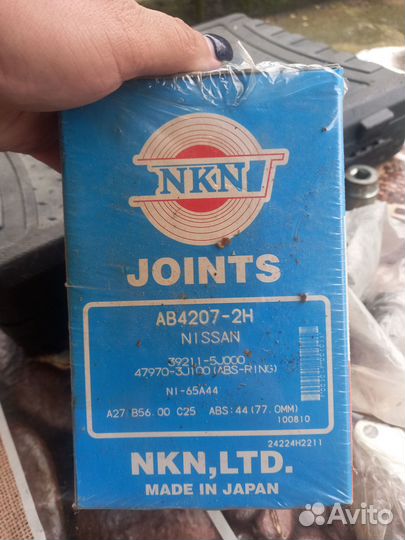 NKN
JOINTS
AB4207-2H
NISSAN
39211-5J000
47970-3J100(ABS-RING)
NI-65A44
A27 B56.00 C25 ABS:44(77.0MM)
100810
24224H2211
NKN,LTD.
MADE IN JAPAN
Avito